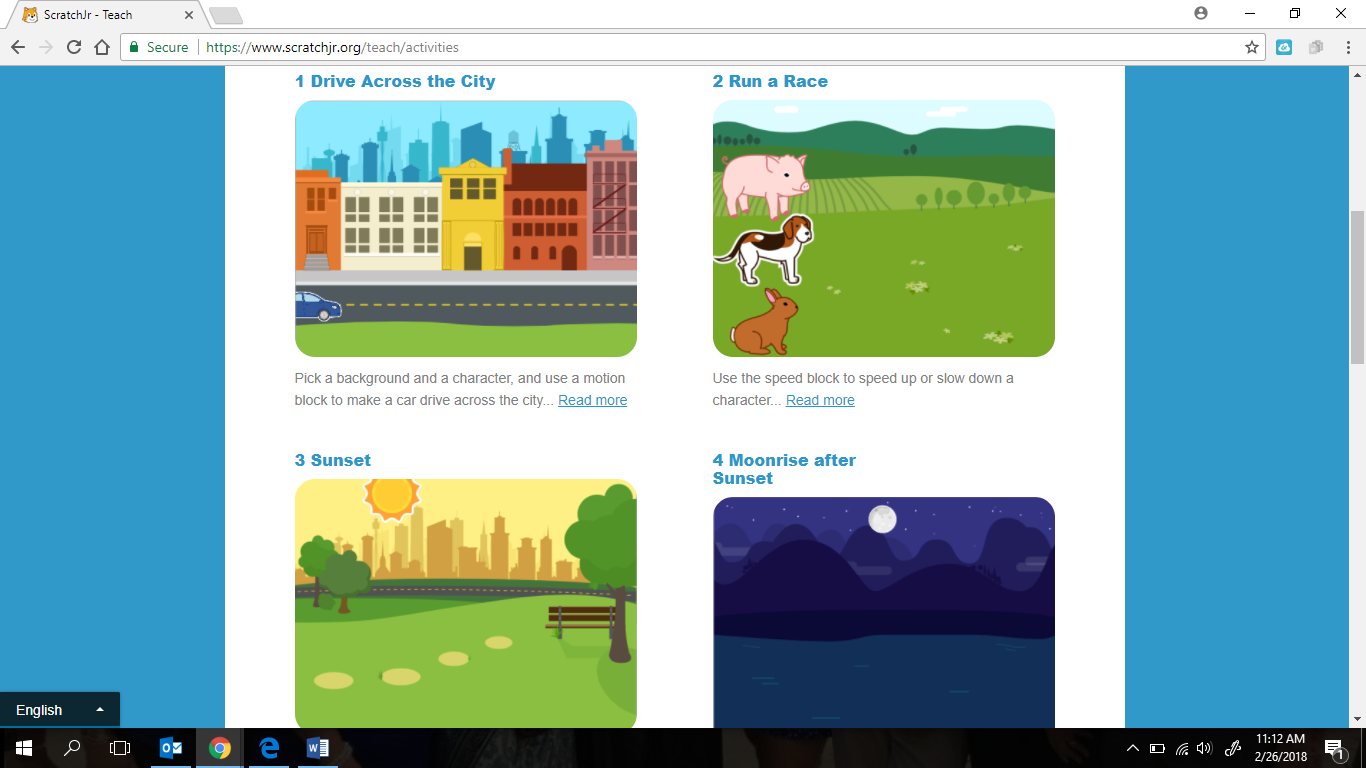 ScratchJr - Teach
Secure
https://www.scratchjr.org/teach/activities
1 Drive Across the City
2 Run a Race
Pick a background and a character, and use a motion
block to make a car drive across the city... Read more
Use the speed block to speed up or slow down a
character... Read more
3 Sunset
4 Moonrise after
Sunset
English
11:12 AM
2/26/2018
1